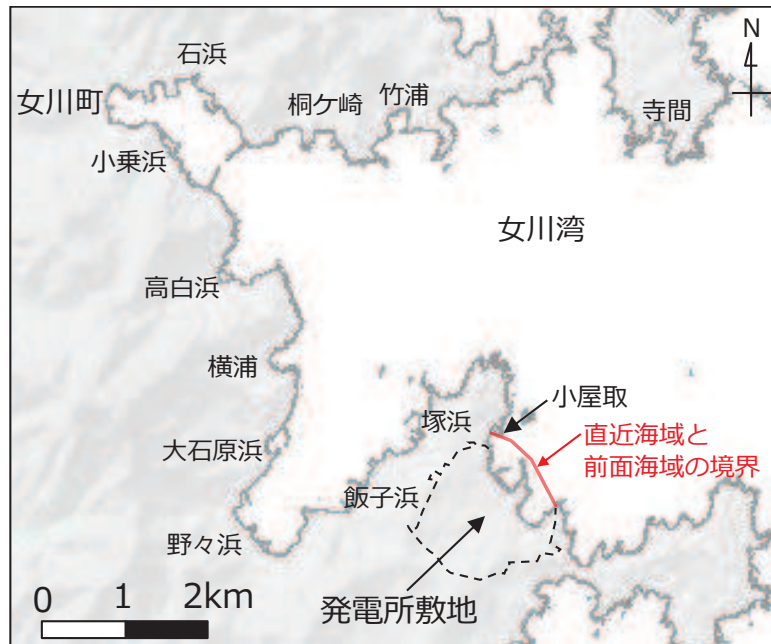 N
石浜
女川町
桐ケ崎
竹浦
寺間
小乗浜
女川湾
高白浜
横浦
小屋取
塚浜
直近海域と
前面海域の境界
大石原浜
飯子浜
野々浜
発電所敷地
0 1 2km